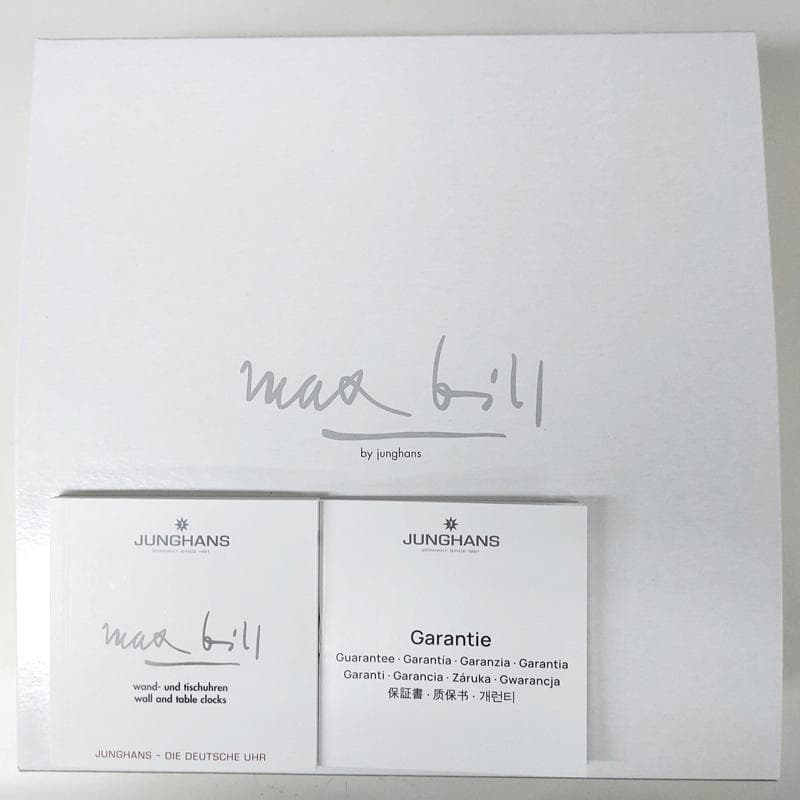 max bill
by junghans
JUNGHANS
GERMANY SINCE 1861
max bill
wand- und tischuhren
wall and table clocks
JUNGHANS – DIE DEUTSCHE UHR
JUNGHANS
GERMANY SINCE 1861
Garantie
Guarantee · Garantía · Garanzia · Garantia
Garanti · Garancia · Záruka · Gwarancja
保証書 · 质保书 · 개런티